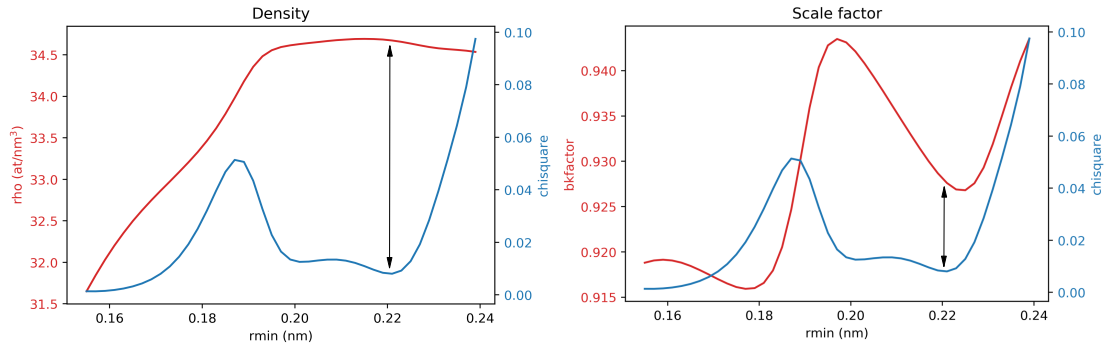 Density
34.5
34.0
33.5
33.0
32.5
32.0
31.5
rho (at/nm³)
0.10
0.08
0.06
0.04
0.02
0.00
chisquare
0.16 0.18 0.20 0.22 0.24
rmin (nm)
Scale factor
0.940
0.935
0.930
0.925
0.920
0.915
bkfactor
0.10
0.08
0.06
0.04
0.02
0.00
chisquare
0.16 0.18 0.20 0.22 0.24
rmin (nm)